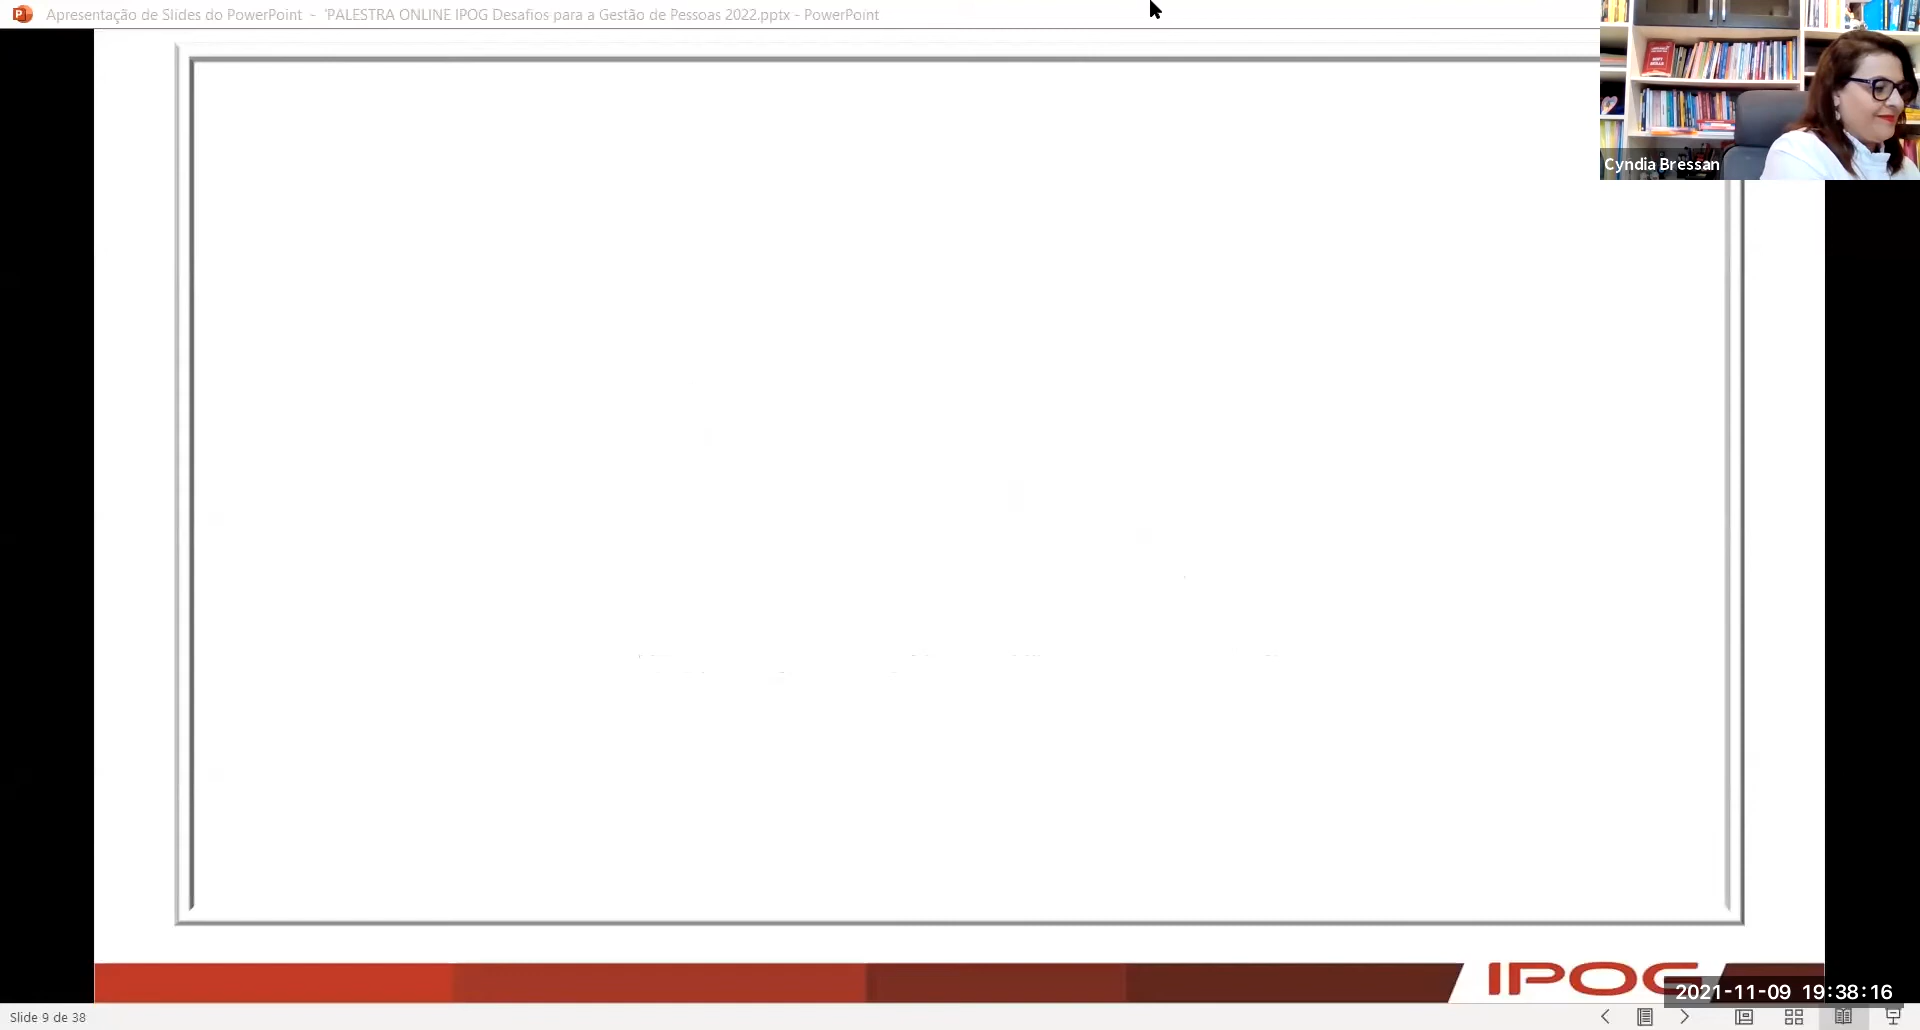 Apresentação de Slides do PowerPoint - 'PALESTRA ONLINE IPOG Desafios para a Gestão de Pessoas 2022.pptx - PowerPoint
Cyndia Bressan
IPOG
2021-11-09 19:38:16
Slide 9 de 38